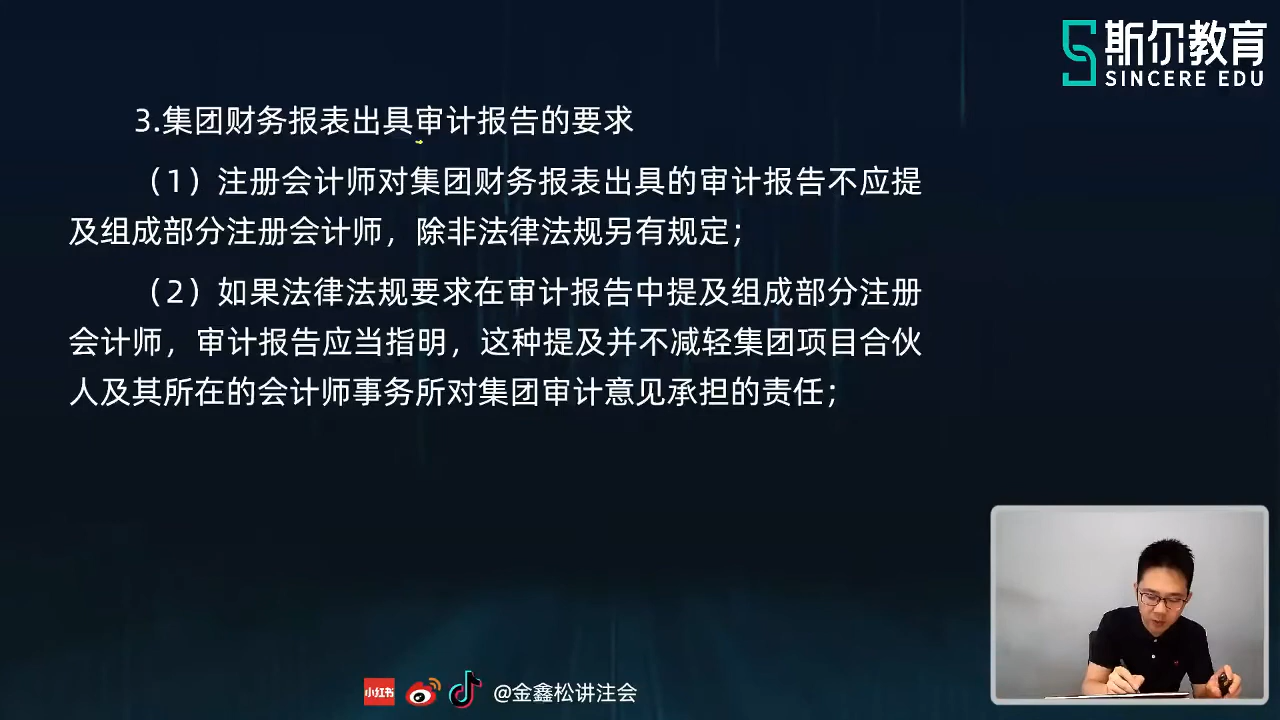 斯尔教育
SINCERE EDU
3.集团财务报表出具审计报告的要求
（1）注册会计师对集团财务报表出具的审计报告不应提
及组成部分注册会计师，除非法律法规另有规定；
（2）如果法律法规要求在审计报告中提及组成部分注册
会计师，审计报告应当指明，这种提及并不减轻集团项目合伙
人及其所在的会计师事务所对集团审计意见承担的责任；
小红书 @金鑫松讲注会